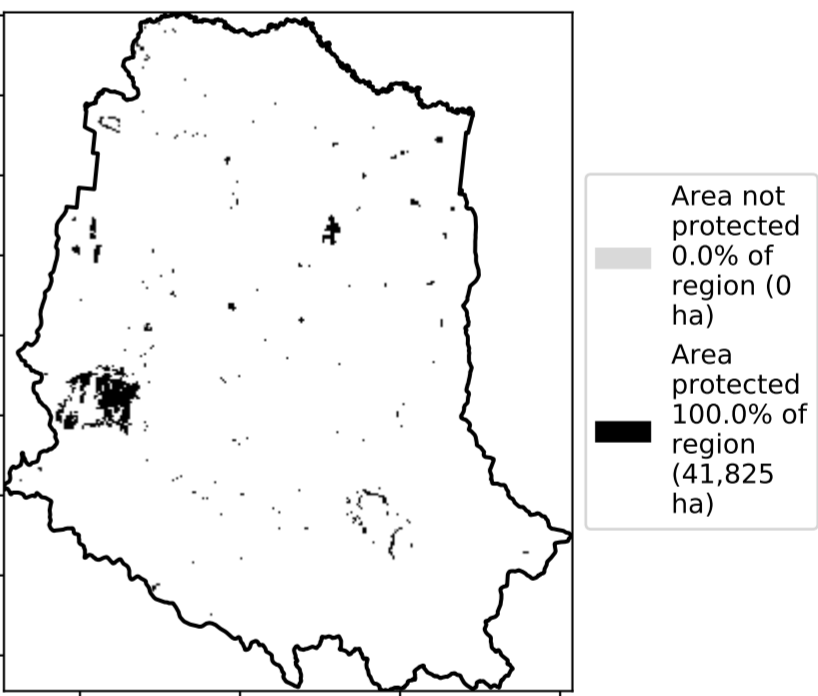 Area not
protected
0.0% of
region (0
ha)
Area
protected
100.0% of
region
(41,825
ha)